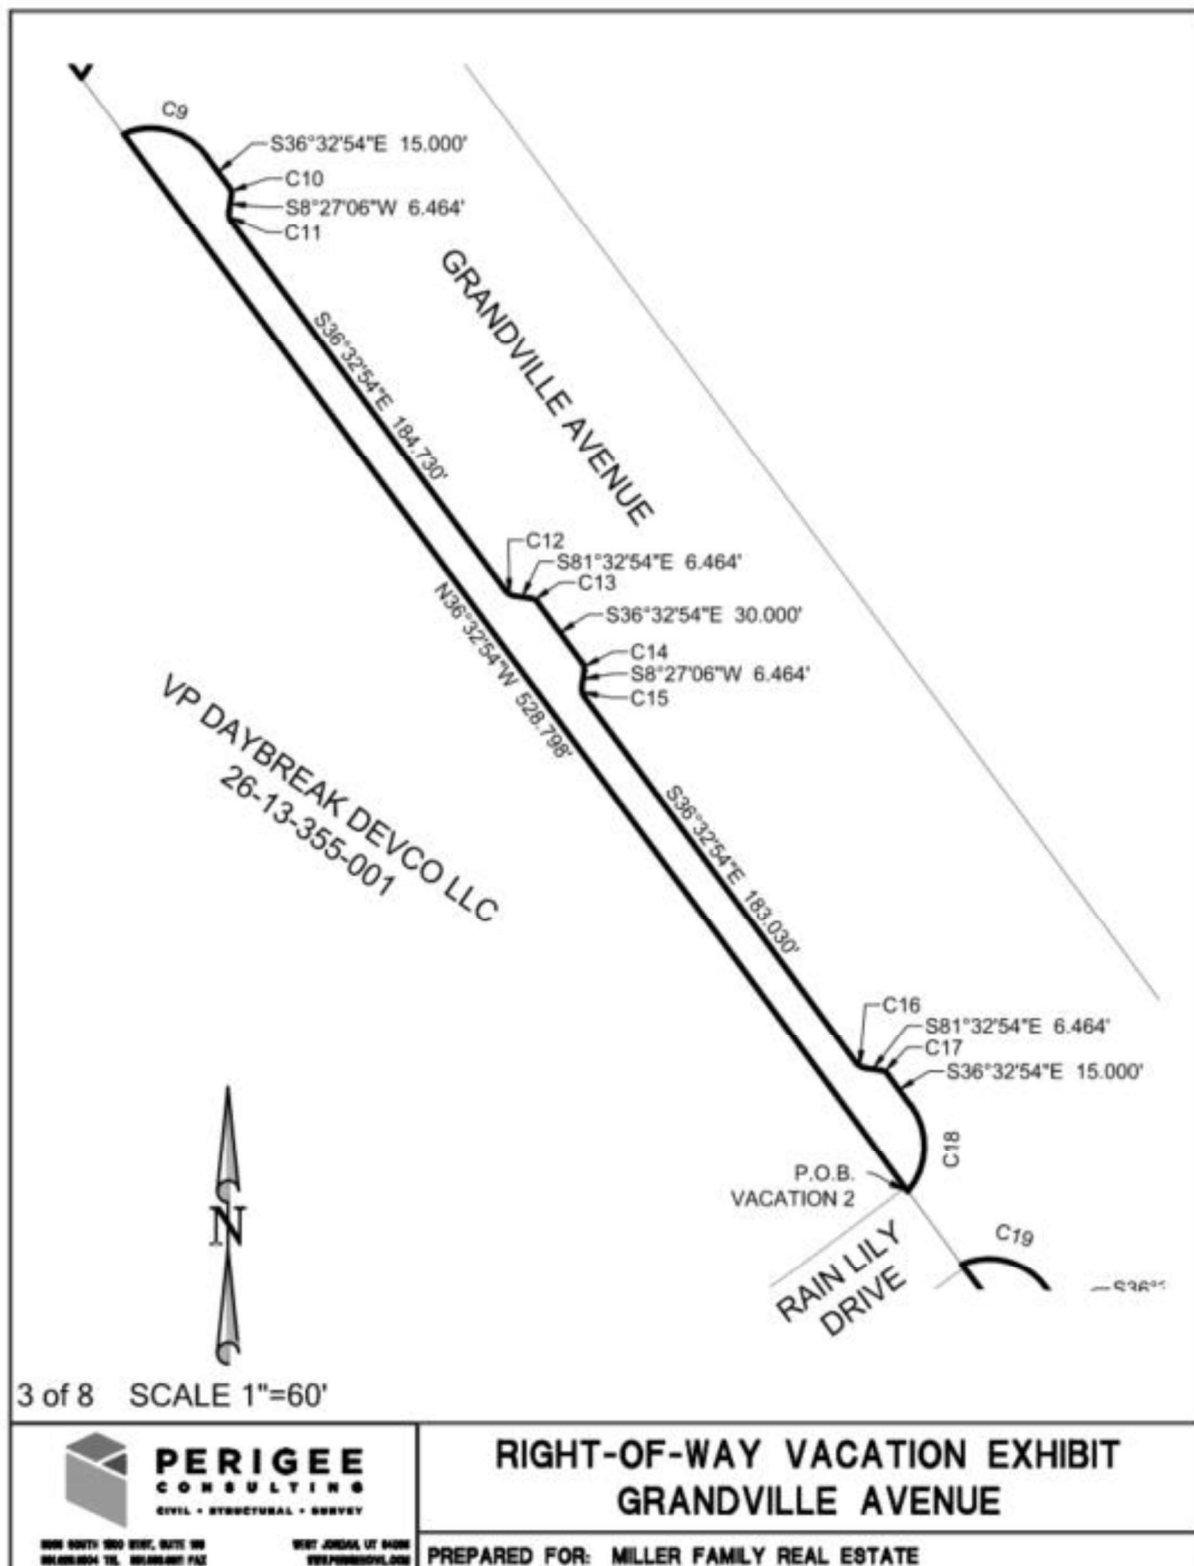 C9
S36°32'54"E 15.000'
C10
S8°27'06"W 6.464'
C11
GRANDVILLE AVENUE
S36°32'54"E 184.730'
C12
S81°32'54"E 6.464'
C13
S36°32'54"E 30.000'
N36°32'54"W 528.798'
C14
S8°27'06"W 6.464'
C15
VP DAYBREAK DEVCO LLC
26-13-355-001
S36°32'54"E 183.030'
C16
S81°32'54"E 6.464'
C17
S36°32'54"E 15.000'
C18
P.O.B.
VACATION 2
N
C19
RAIN LILY
DRIVE
3 of 8 SCALE 1"=60'
PERIGEE
CONSULTING
CIVIL • STRUCTURAL • SURVEY
WEST JORDAN, UT
RIGHT-OF-WAY VACATION EXHIBIT
GRANDVILLE AVENUE
PREPARED FOR: MILLER FAMILY REAL ESTATE